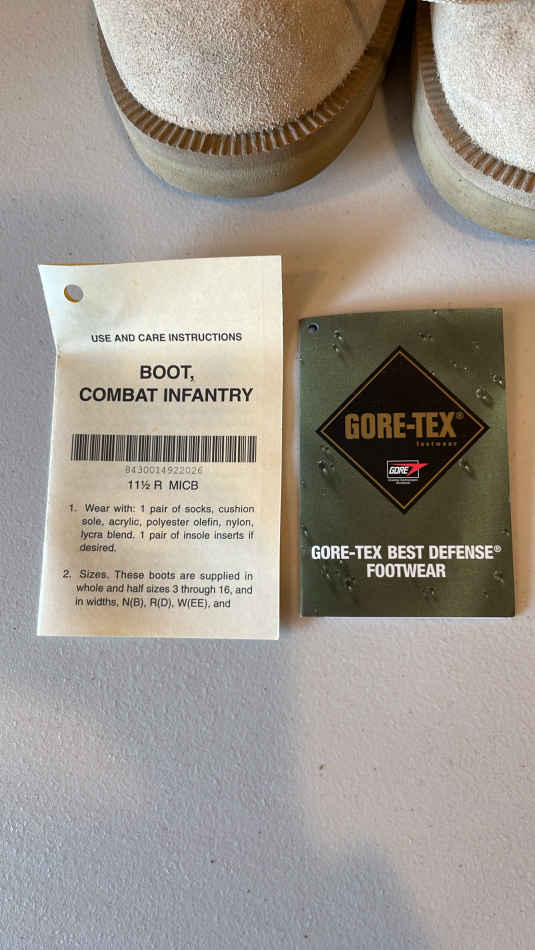 USE AND CARE INSTRUCTIONS
BOOT,
COMBAT INFANTRY
8430014922026
11½ R MICB
1. Wear with: 1 pair of socks, cushion
sole, acrylic, polyester olefin, nylon,
lycra blend. 1 pair of insole inserts if
desired.
2. Sizes. These boots are supplied in
whole and half sizes 3 through 16, and
in widths, N(B), R(D), W(EE), and
GORE-TEX®
footwear
GORE
GORE-TEX BEST DEFENSE®
FOOTWEAR